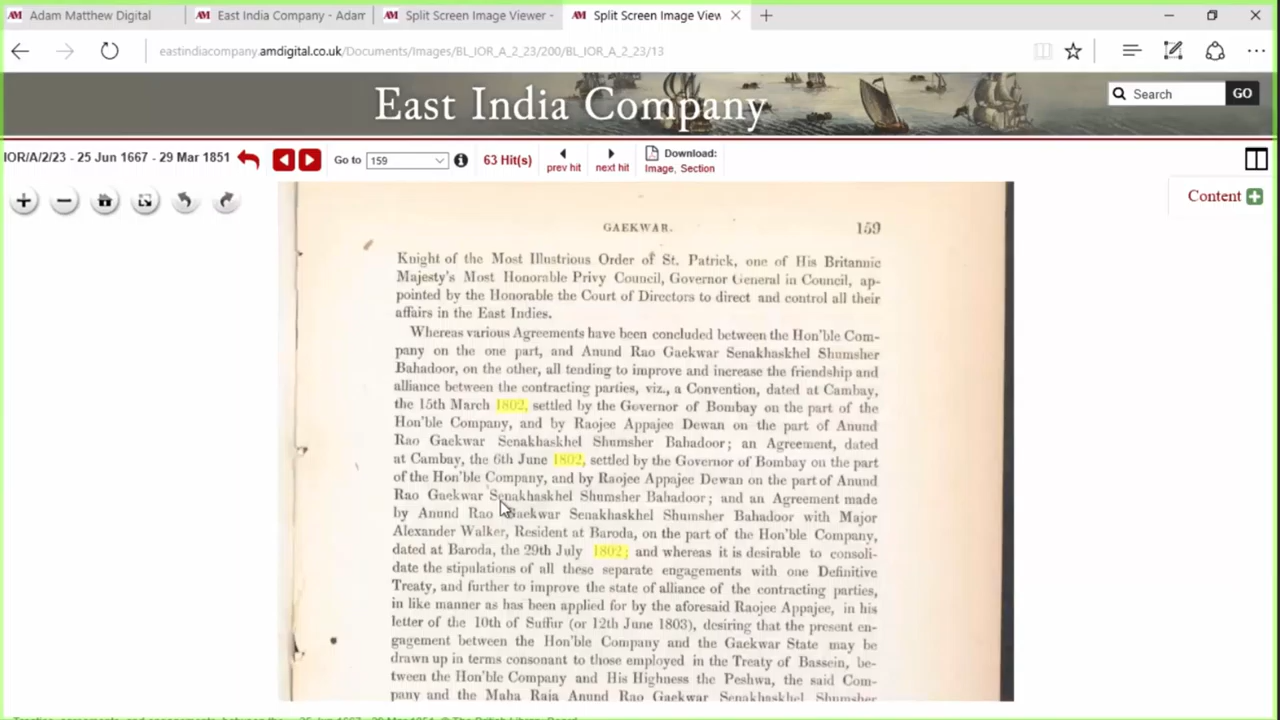 Adam Matthew Digital
East India Company - Adam
Split Screen Image Viewer -
Split Screen Image View
eastindiacompany.amdigital.co.uk/Documents/Images/BL_IOR_A_2_23/200/BL_IOR_A_2_23/13
East India Company
Search GO
IOR/A/2/23 - 25 Jun 1667 - 29 Mar 1851
Go to 159
63 Hit(s)
prev hit
next hit
Download:
Image, Section
Content
GAEKWAR. 159
Knight of the Most Illustrious Order of St. Patrick, one of His Britannic
Majesty's Most Honorable Privy Council, Governor General in Council, ap-
pointed by the Honorable the Court of Directors to direct and control all their
affairs in the East Indies.
Whereas various Agreements have been concluded between the Hon'ble Com-
pany on the one part, and Anund Rao Gaekwar Senakhaskhel Shumsher
Bahadoor, on the other, all tending to improve and increase the friendship and
alliance between the contracting parties, viz., a Convention, dated at Cambay,
the 15th March 1802, settled by the Governor of Bombay on the part of the
Hon'ble Company, and by Raojee Appajee Dewan on the part of Anund
Rao Gaekwar Senakhaskhel Shumsher Bahadoor; an Agreement, dated
at Cambay, the 6th June 1802, settled by the Governor of Bombay on the part
of the Hon'ble Company, and by Raojee Appajee Dewan on the part of Anund
Rao Gaekwar Senakhaskhel Shumsher Bahadoor; and an Agreement made
by Anund Rao Gaekwar Senakhaskhel Shumsher Bahadoor with Major
Alexander Walker, Resident at Baroda, on the part of the Hon'ble Company,
dated at Baroda, the 29th July 1802; and whereas it is desirable to consoli-
date the stipulations of all these separate engagements with one Definitive
Treaty, and further to improve the state of alliance of the contracting parties,
in like manner as has been applied for by the aforesaid Raojee Appajee, in his
letter of the 10th of Suffur (or 12th June 1803), desiring that the present en-
gagement between the Hon'ble Company and the Gaekwar State may be
drawn up in terms consonant to those employed in the Treaty of Bassein, be-
tween the Hon'ble Company and His Highness the Peshwa, the said Com-
pany and the Maha Raja Anund Rao Gaekwar Senakhaskhel Shumsher